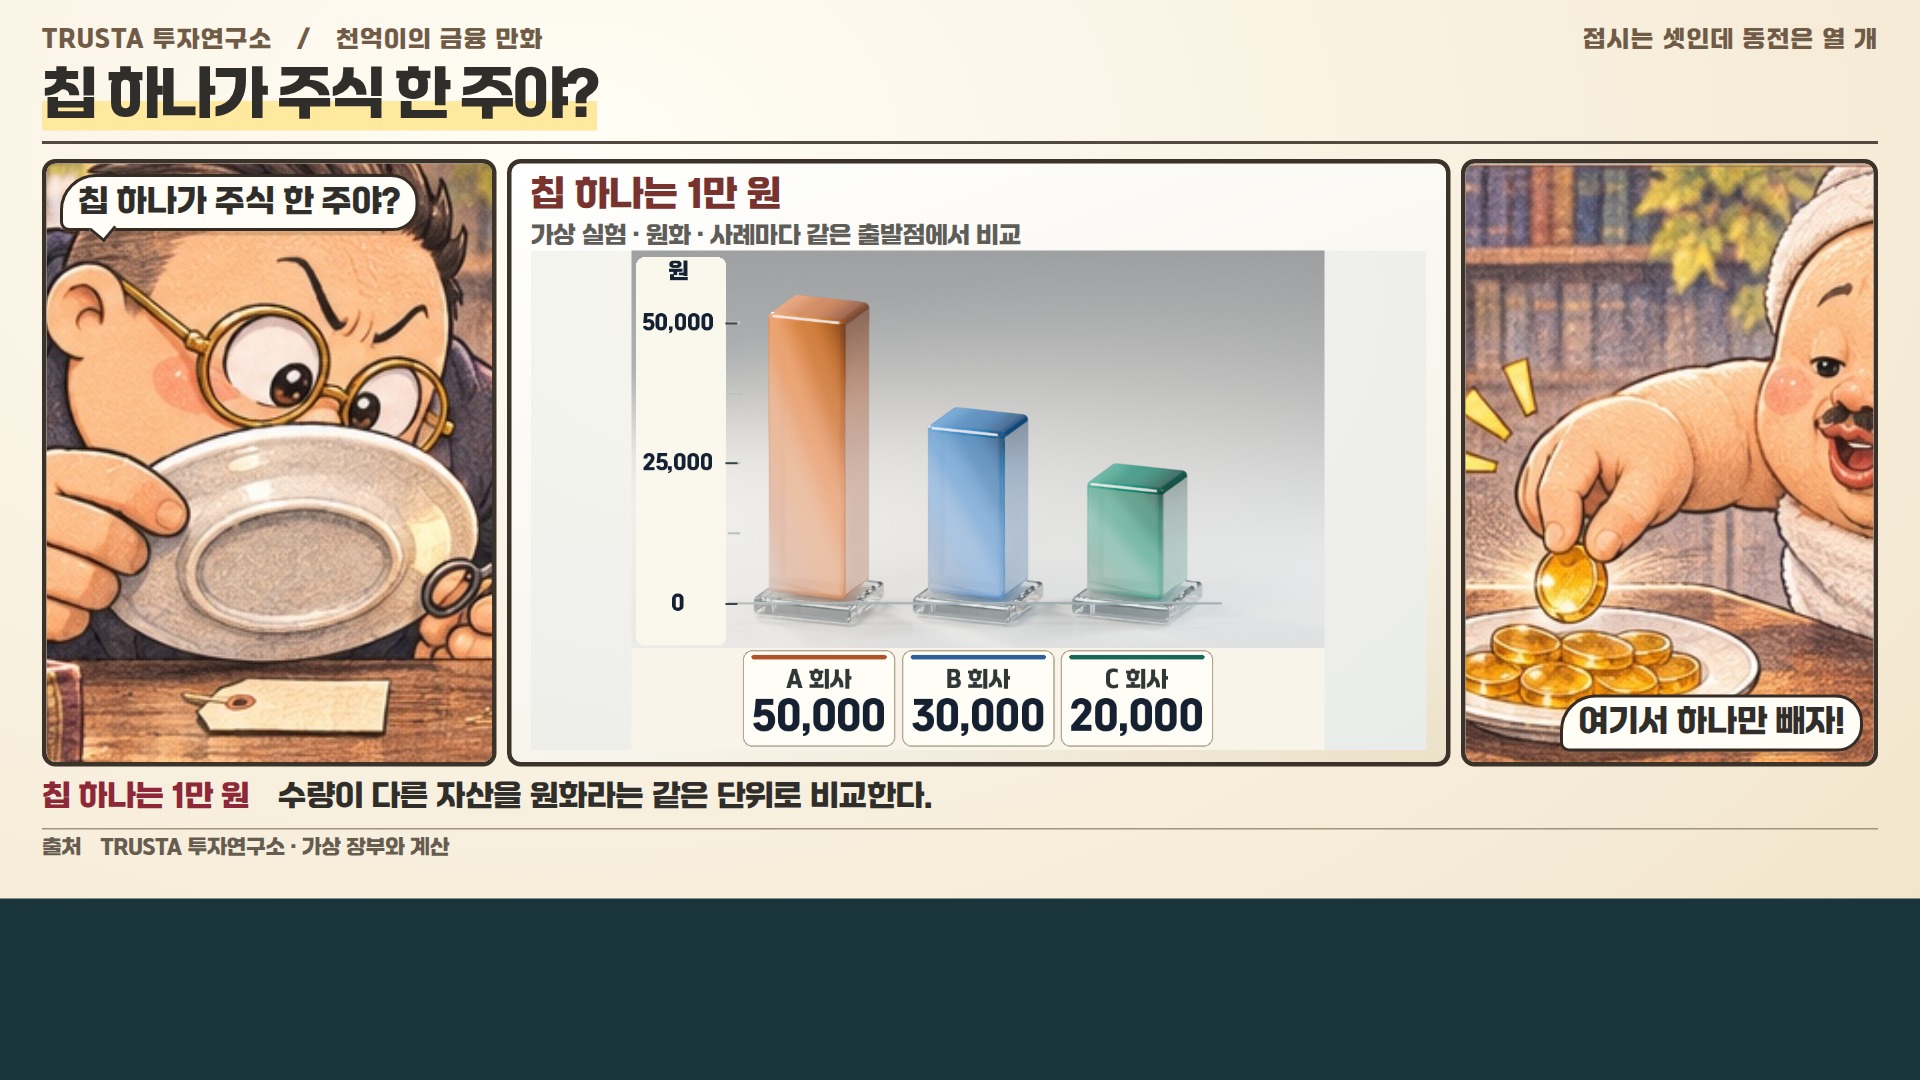 TRUSTA 투자연구소 / 천억이의 금융 만화
접시는 셋인데 동전은 열 개
칩 하나가 주식 한 주야?
칩 하나가 주식 한 주야?
칩 하나는 1만 원
가상 실험 · 원화 · 사례마다 같은 출발점에서 비교
원
50,000
25,000
0
A 회사
50,000
B 회사
30,000
C 회사
20,000
여기서 하나만 빼자!
칩 하나는 1만 원 수량이 다른 자산을 원화라는 같은 단위로 비교한다.
출처 TRUSTA 투자연구소 · 가상 장부와 계산